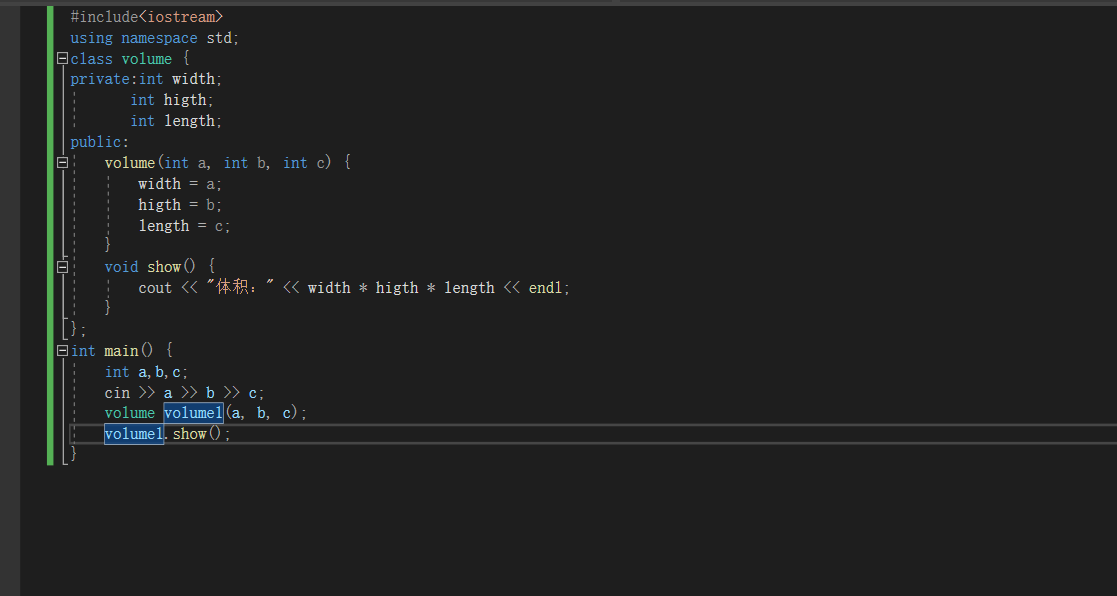 #include<iostream>
using namespace std;
class volume {
private:int width;
int higth;
int length;
public:
volume(int a, int b, int c) {
width = a;
higth = b;
length = c;
}
void show() {
cout << "体积：" << width * higth * length << endl;
}
};
int main() {
int a,b,c;
cin >> a >> b >> c;
volume volume1(a, b, c);
volume1.show();
}